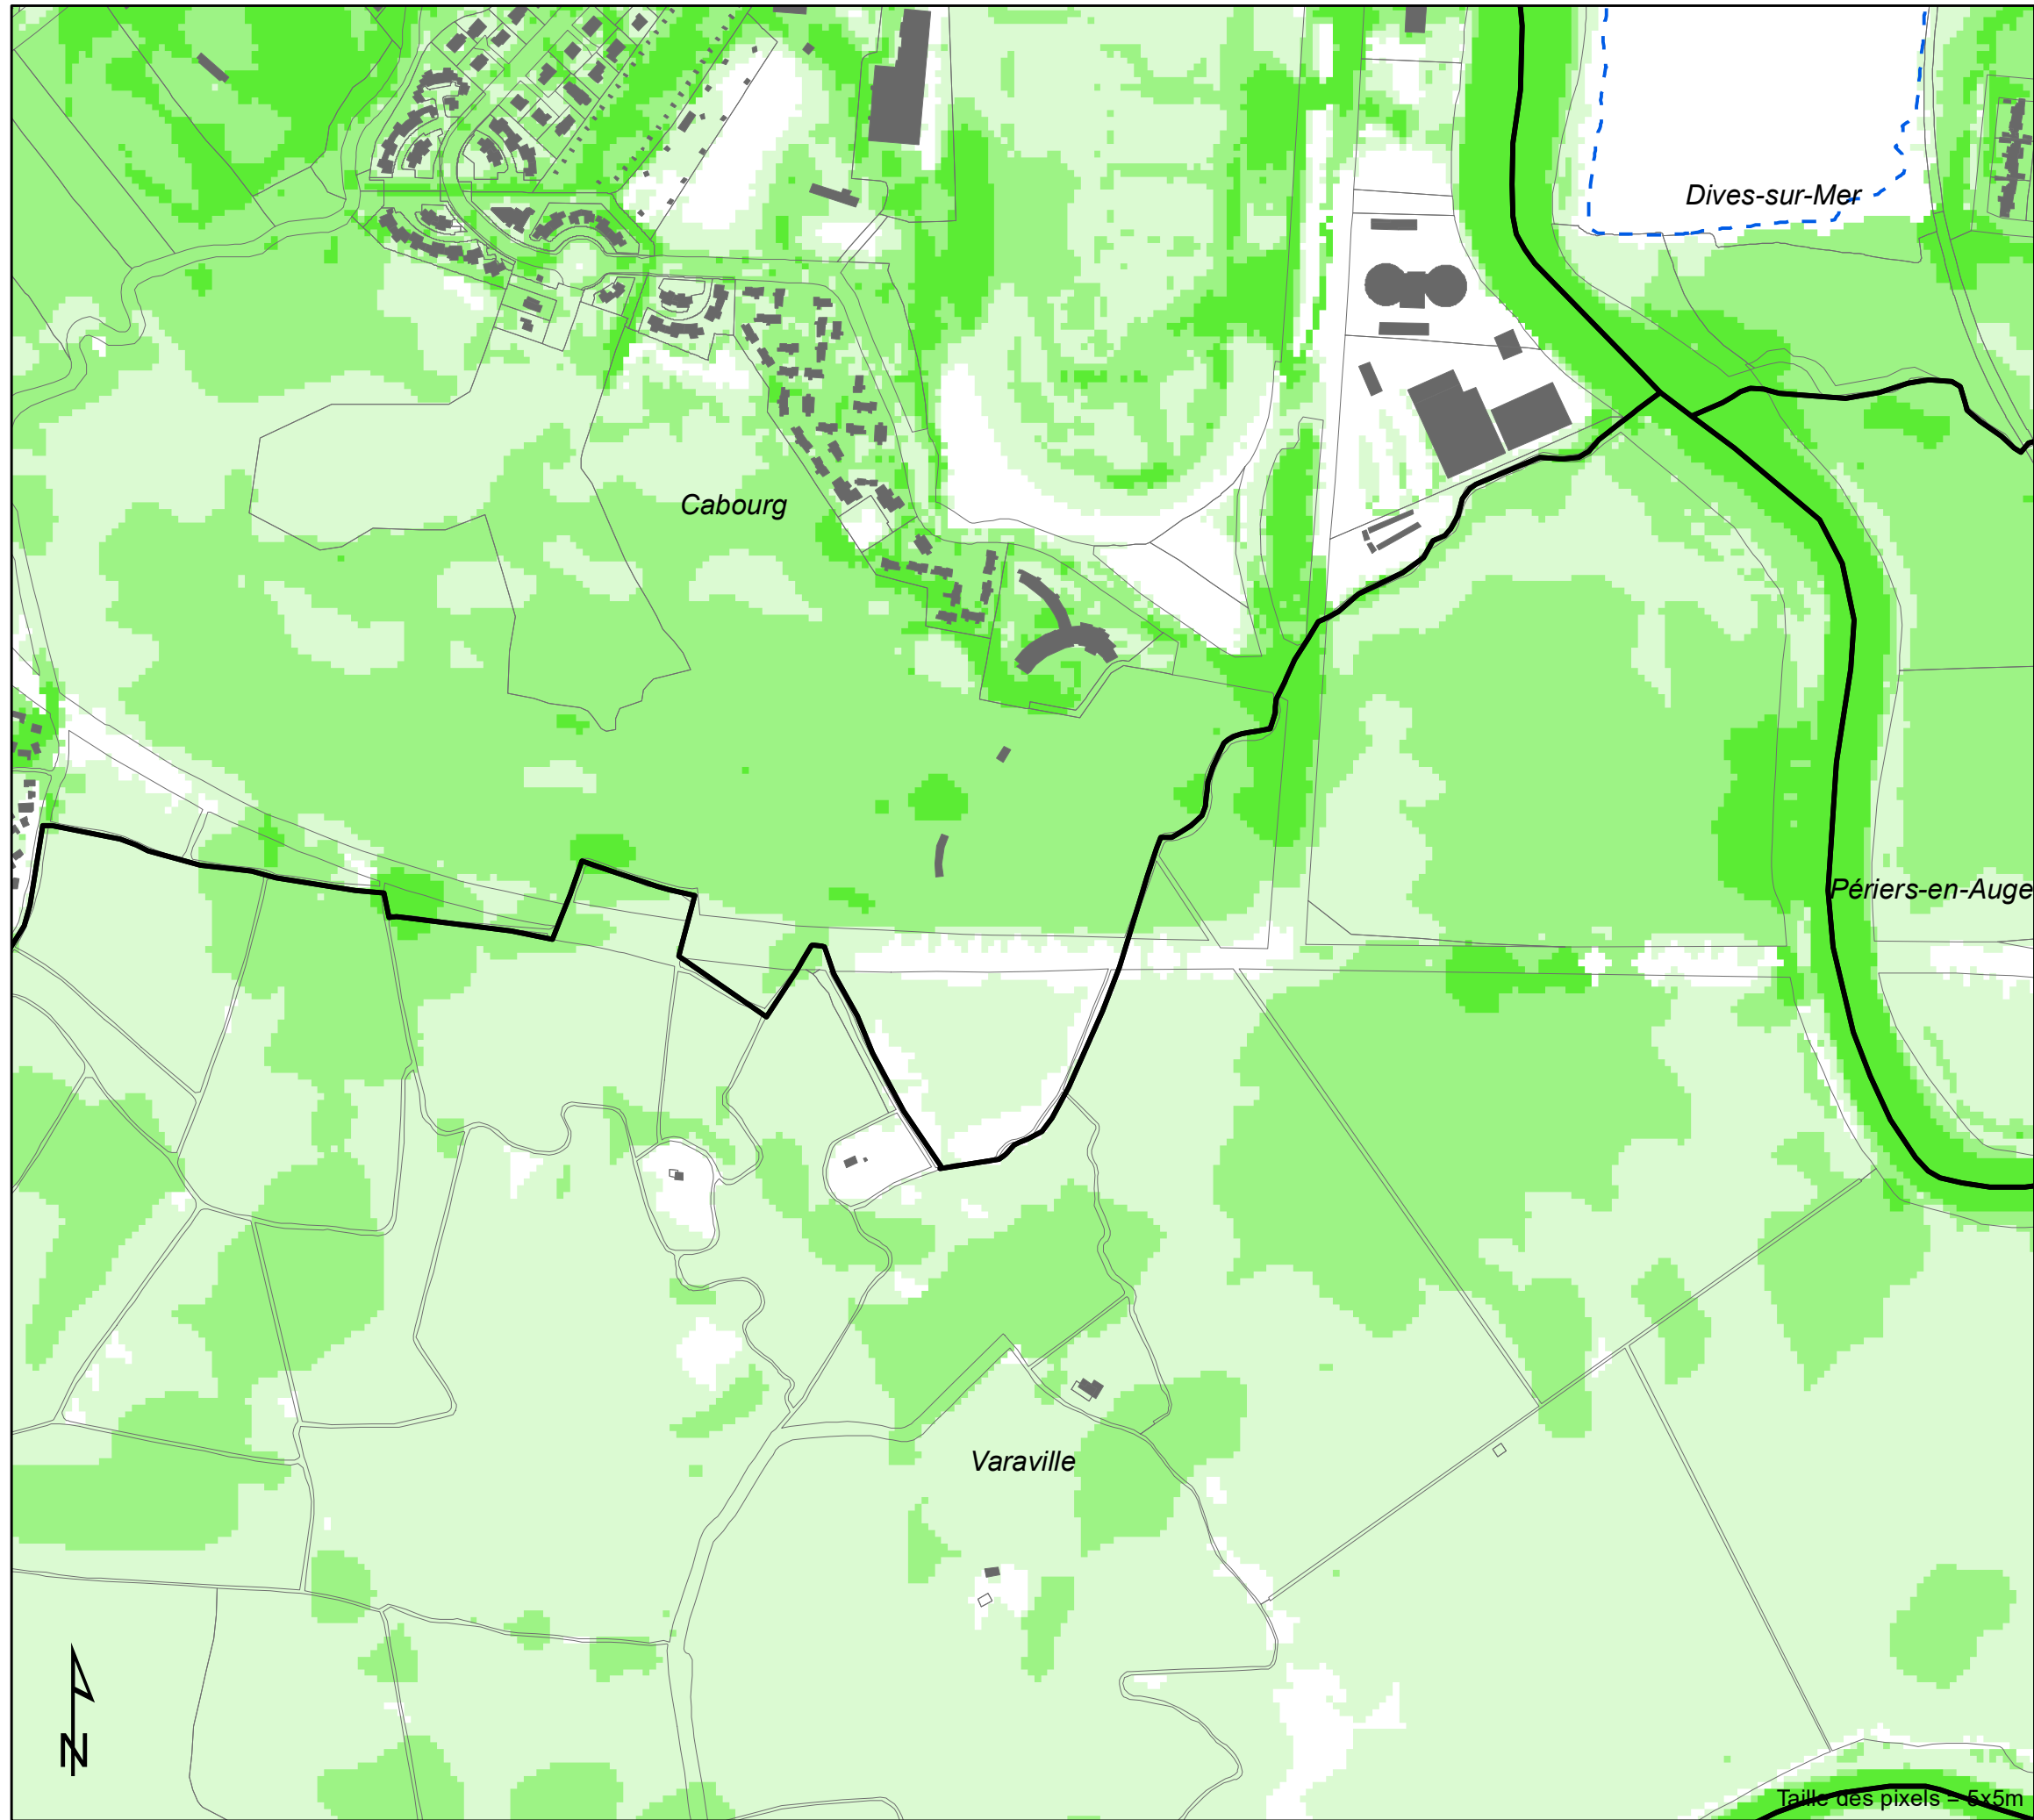 Dives-sur-Mer
Cabourg
Périers-en-Auge
Varaville
N
Taille des pixels = 5x5m